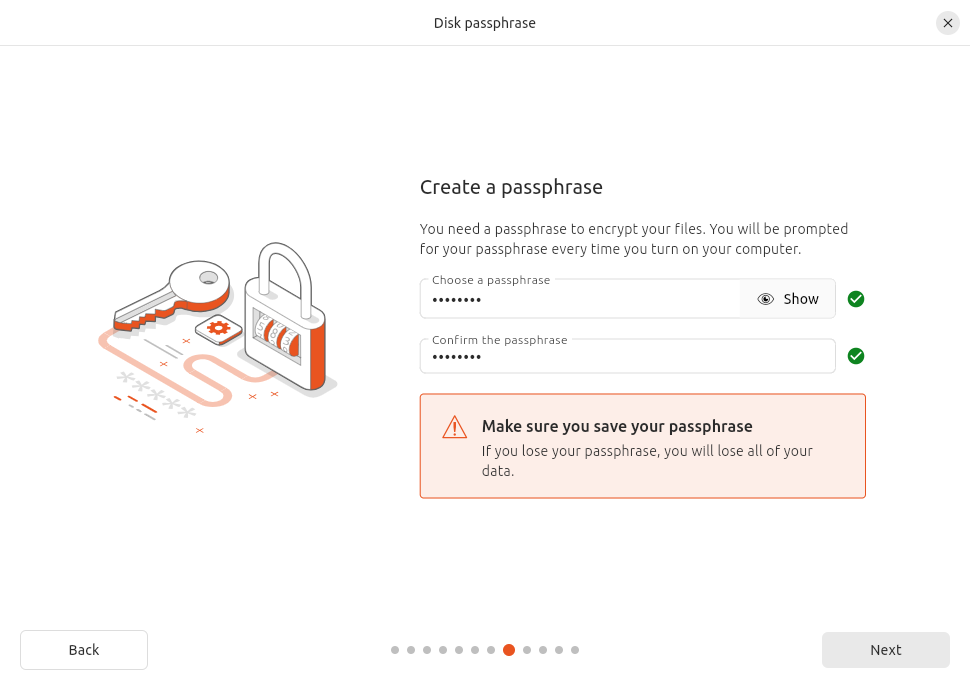 Disk passphrase
Create a passphrase
You need a passphrase to encrypt your files. You will be prompted
for your passphrase every time you turn on your computer.
Choose a passphrase
••••••••
Show
Confirm the passphrase
••••••••
Make sure you save your passphrase
If you lose your passphrase, you will lose all of your
data.
Back
Next